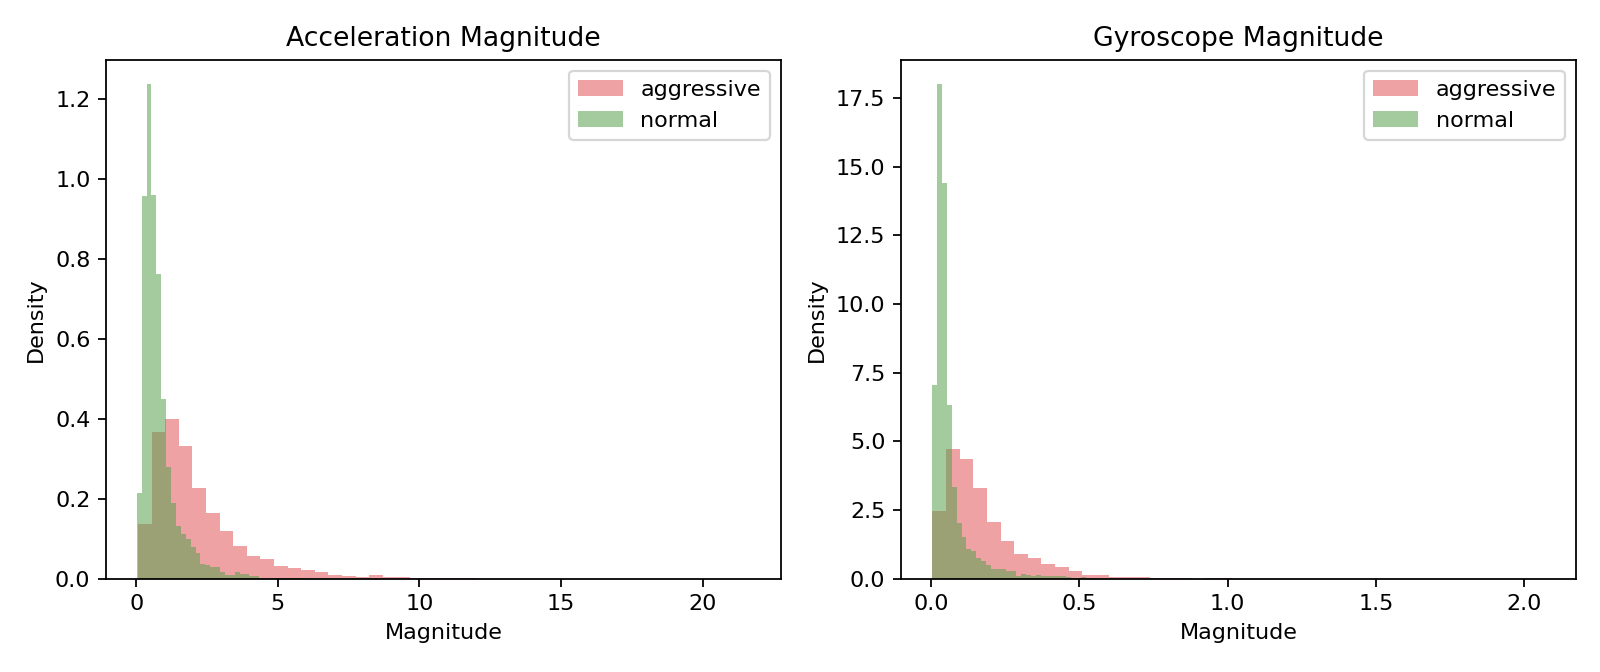 Acceleration Magnitude
aggressive
normal
1.2
1.0
0.8
0.6
0.4
0.2
0.0
Density
0
5
10
15
20
Magnitude
Gyroscope Magnitude
aggressive
normal
17.5
15.0
12.5
10.0
7.5
5.0
2.5
0.0
Density
0.0
0.5
1.0
1.5
2.0
Magnitude